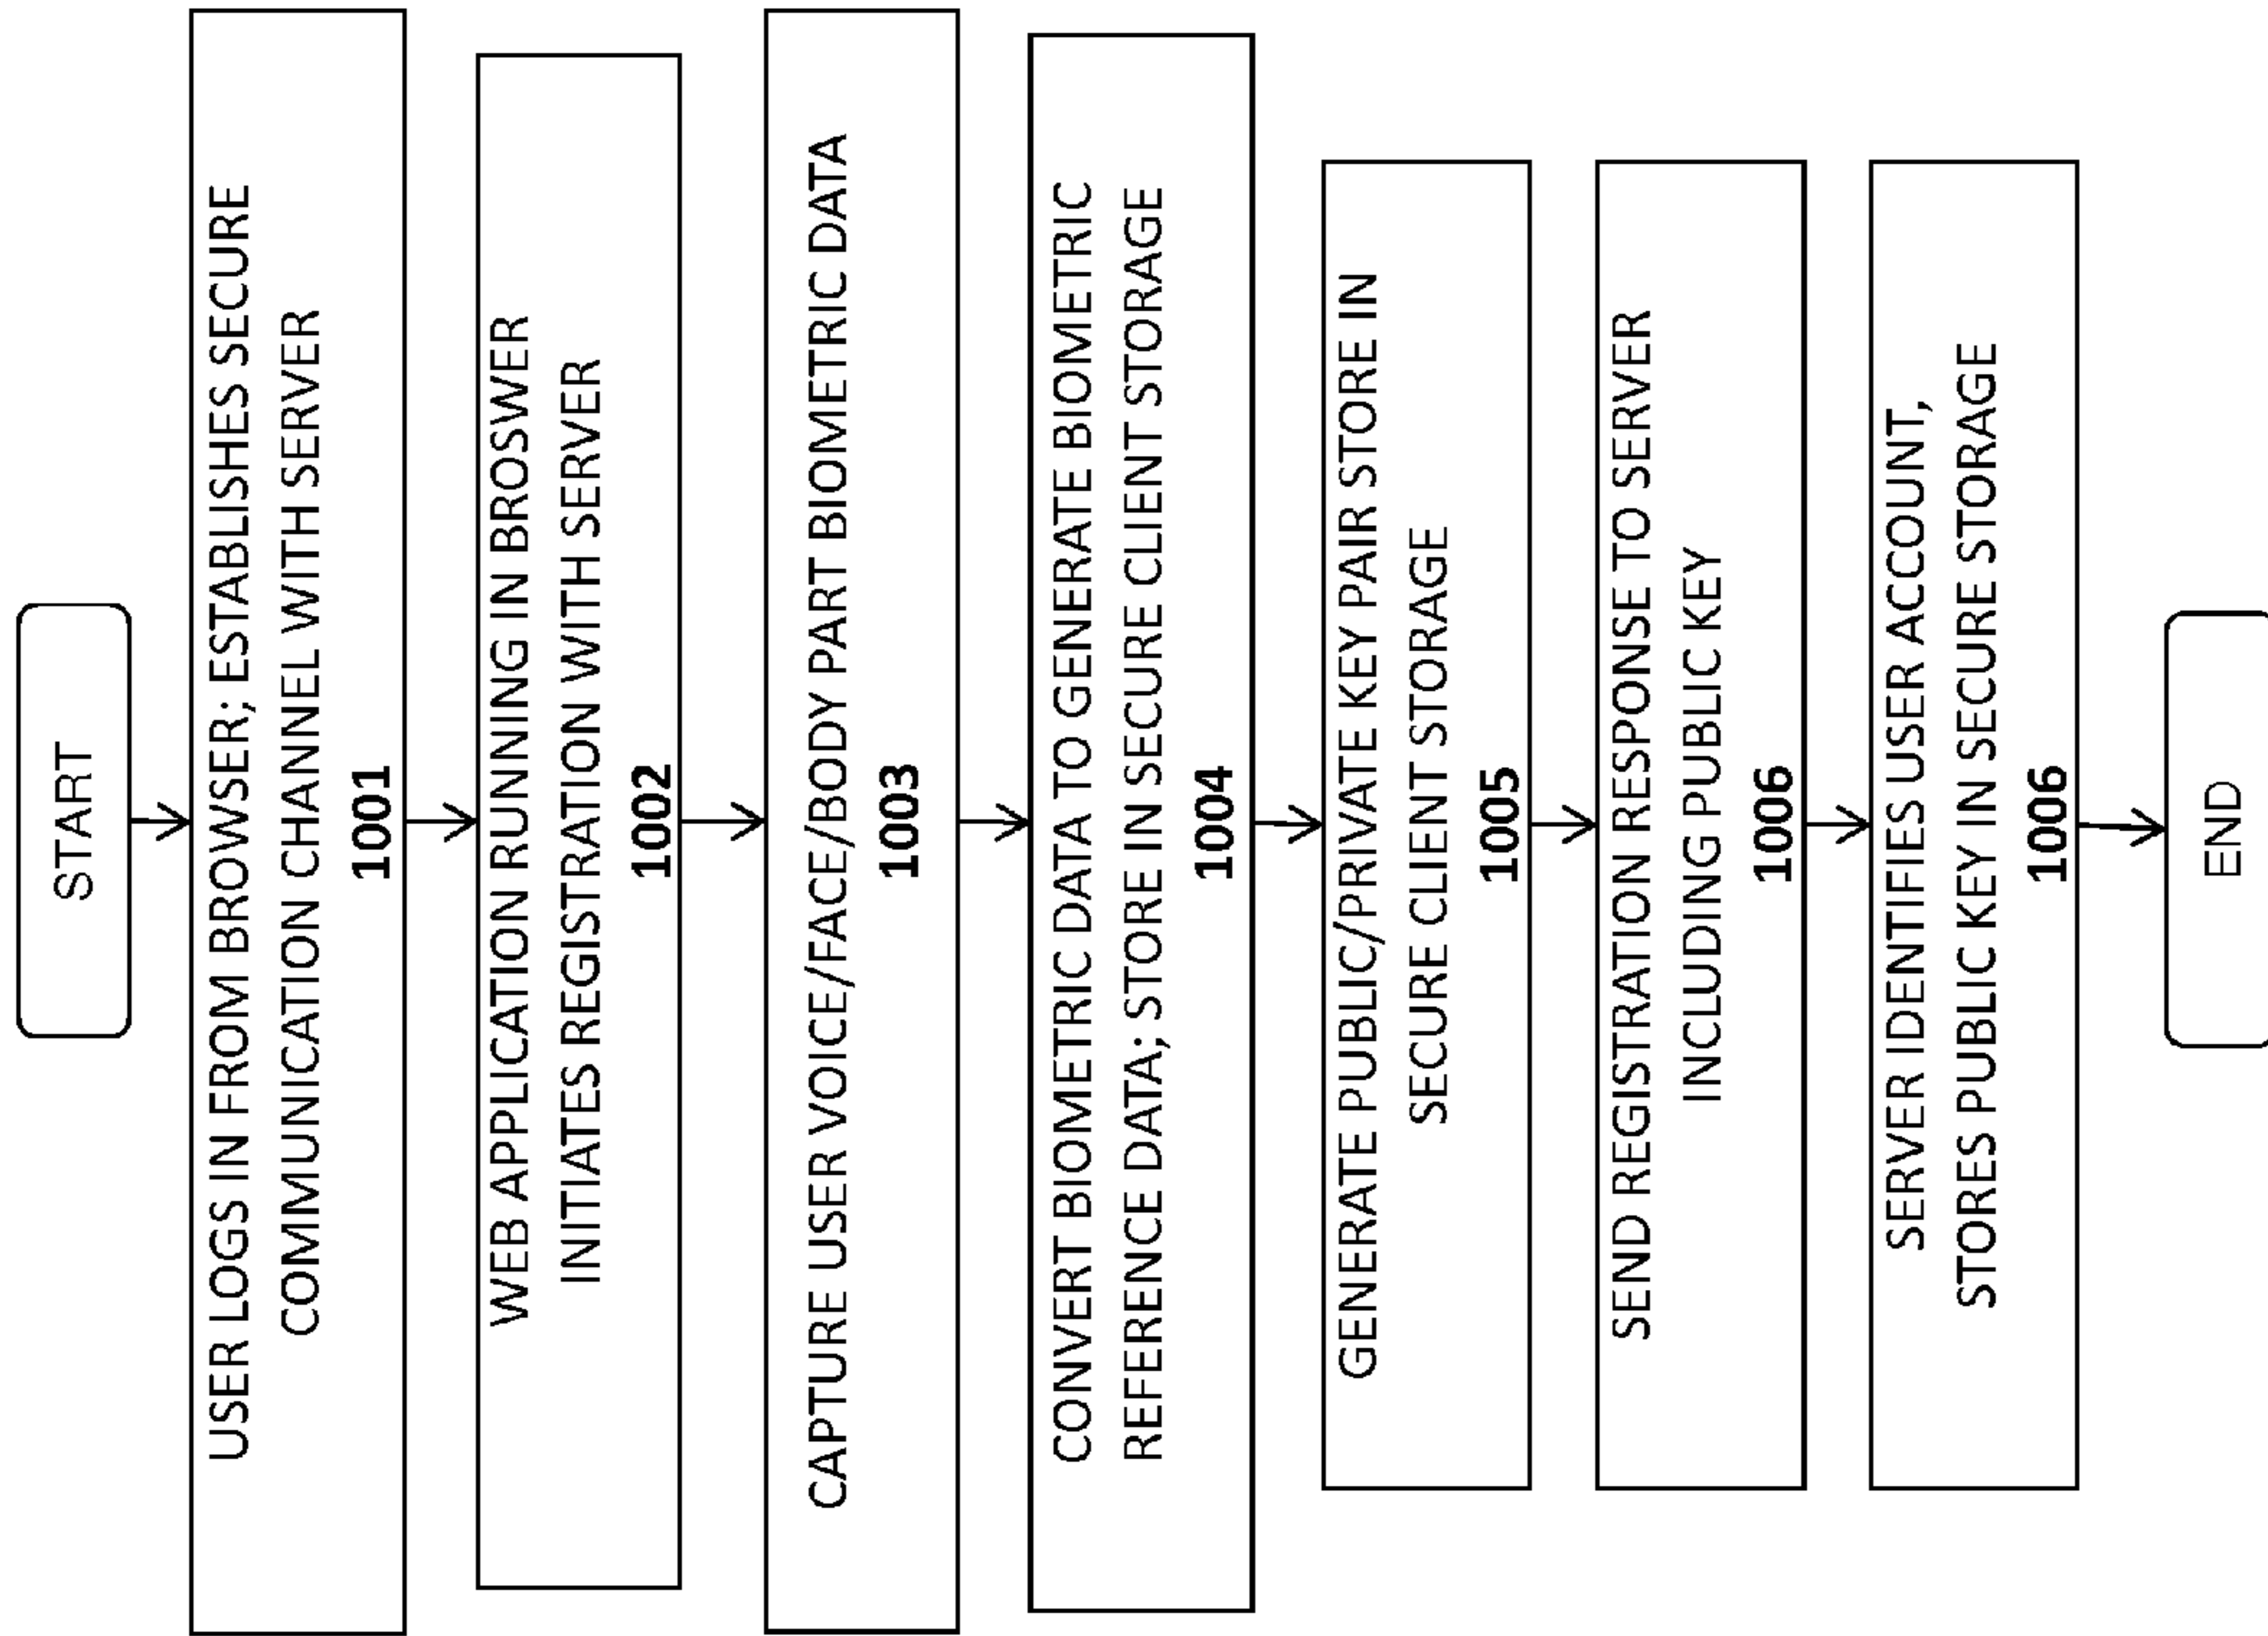 START
USER LOGS IN FROM BROWSER; ESTABLISHES SECURE
COMMUNICATION CHANNEL WITH SERVER
1001
WEB APPLICATION RUNNING IN BROSWER
INITIATES REGISTRATION WITH SERVER
1002
CAPTURE USER VOICE/FACE/BODY PART BIOMETRIC DATA
1003
CONVERT BIOMETRIC DATA TO GENERATE BIOMETRIC
REFERENCE DATA; STORE IN SECURE CLIENT STORAGE
1004
GENERATE PUBLIC/PRIVATE KEY PAIR STORE IN
SECURE CLIENT STORAGE
1005
SEND REGISTRATION RESPONSE TO SERVER
INCLUDING PUBLIC KEY
1006
SERVER IDENTIFIES USER ACCOUNT,
STORES PUBLIC KEY IN SECURE STORAGE
1006
END